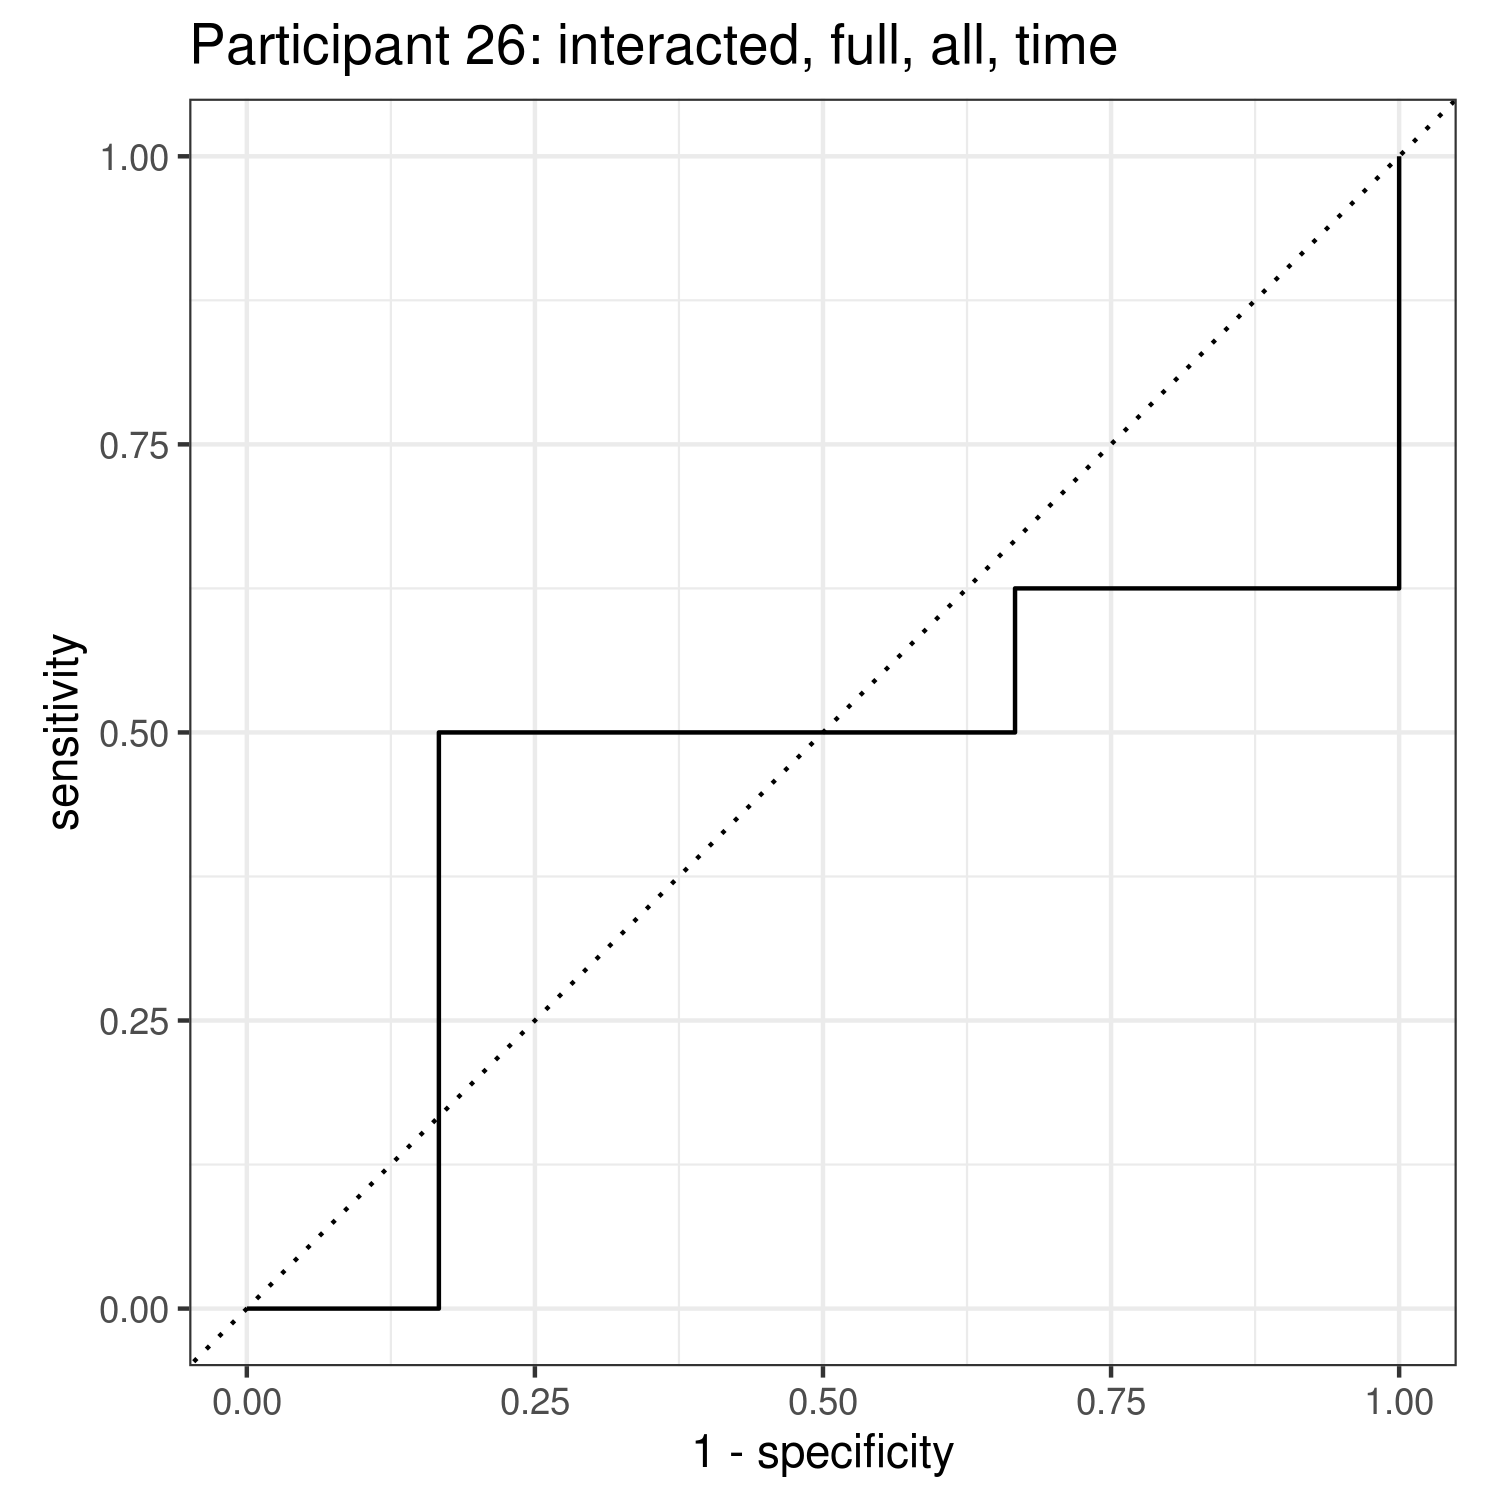 Participant 26: interacted, full, all, time
1.00
0.75
0.50
0.25
0.00
sensitivity
0.00 0.25 0.50 0.75 1.00
1 - specificity